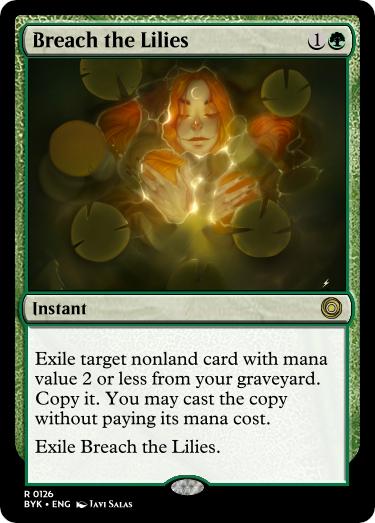 Breach the Lilies 1
Instant
Exile target nonland card with mana
value 2 or less from your graveyard.
Copy it. You may cast the copy
without paying its mana cost.
Exile Breach the Lilies.
R 0126
BYK • ENG Javi Salas